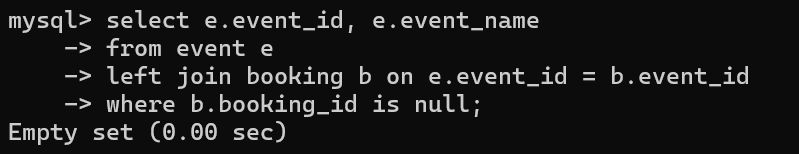 mysql> select e.event_id, e.event_name
    -> from event e
    -> left join booking b on e.event_id = b.event_id
    -> where b.booking_id is null;
Empty set (0.00 sec)